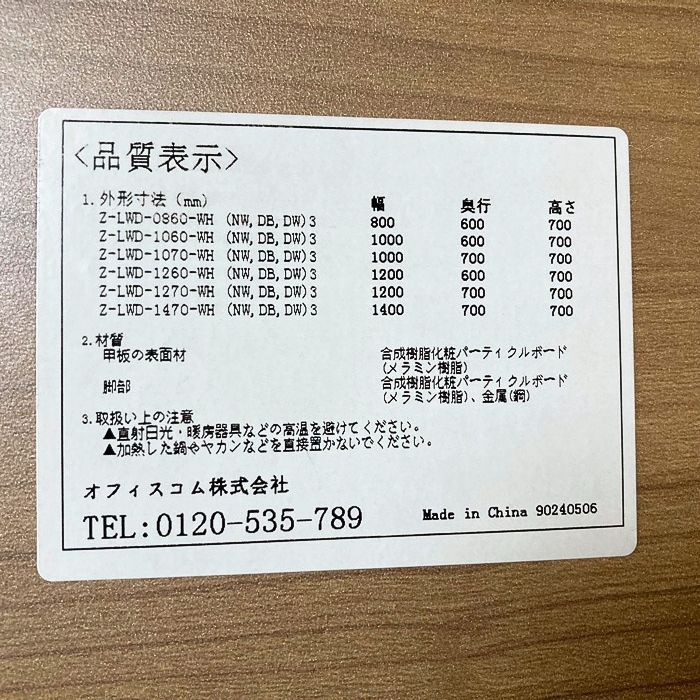 〈品質表示〉
1. 外形寸法（mm） 幅 奥行 高さ
Z-LWD-0860-WH (NW,DB,DW)3 800 600 700
Z-LWD-1060-WH (NW,DB,DW)3 1000 600 700
Z-LWD-1070-WH (NW,DB,DW)3 1000 700 700
Z-LWD-1260-WH (NW,DB,DW)3 1200 600 700
Z-LWD-1270-WH (NW,DB,DW)3 1200 700 700
Z-LWD-1470-WH (NW,DB,DW)3 1400 700 700
2. 材質
甲板の表面材 合成樹脂化粧パーティクルボード
(メラミン樹脂)
脚部 合成樹脂化粧パーティクルボード
(メラミン樹脂)、金属(鋼)
3. 取扱い上の注意
▲直射日光・暖房器具などの高温を避けてください。
▲加熱した鍋ややカンなどを直接置かないでください。
オフィスコム株式会社
TEL:0120-535-789 Made in China 90240506